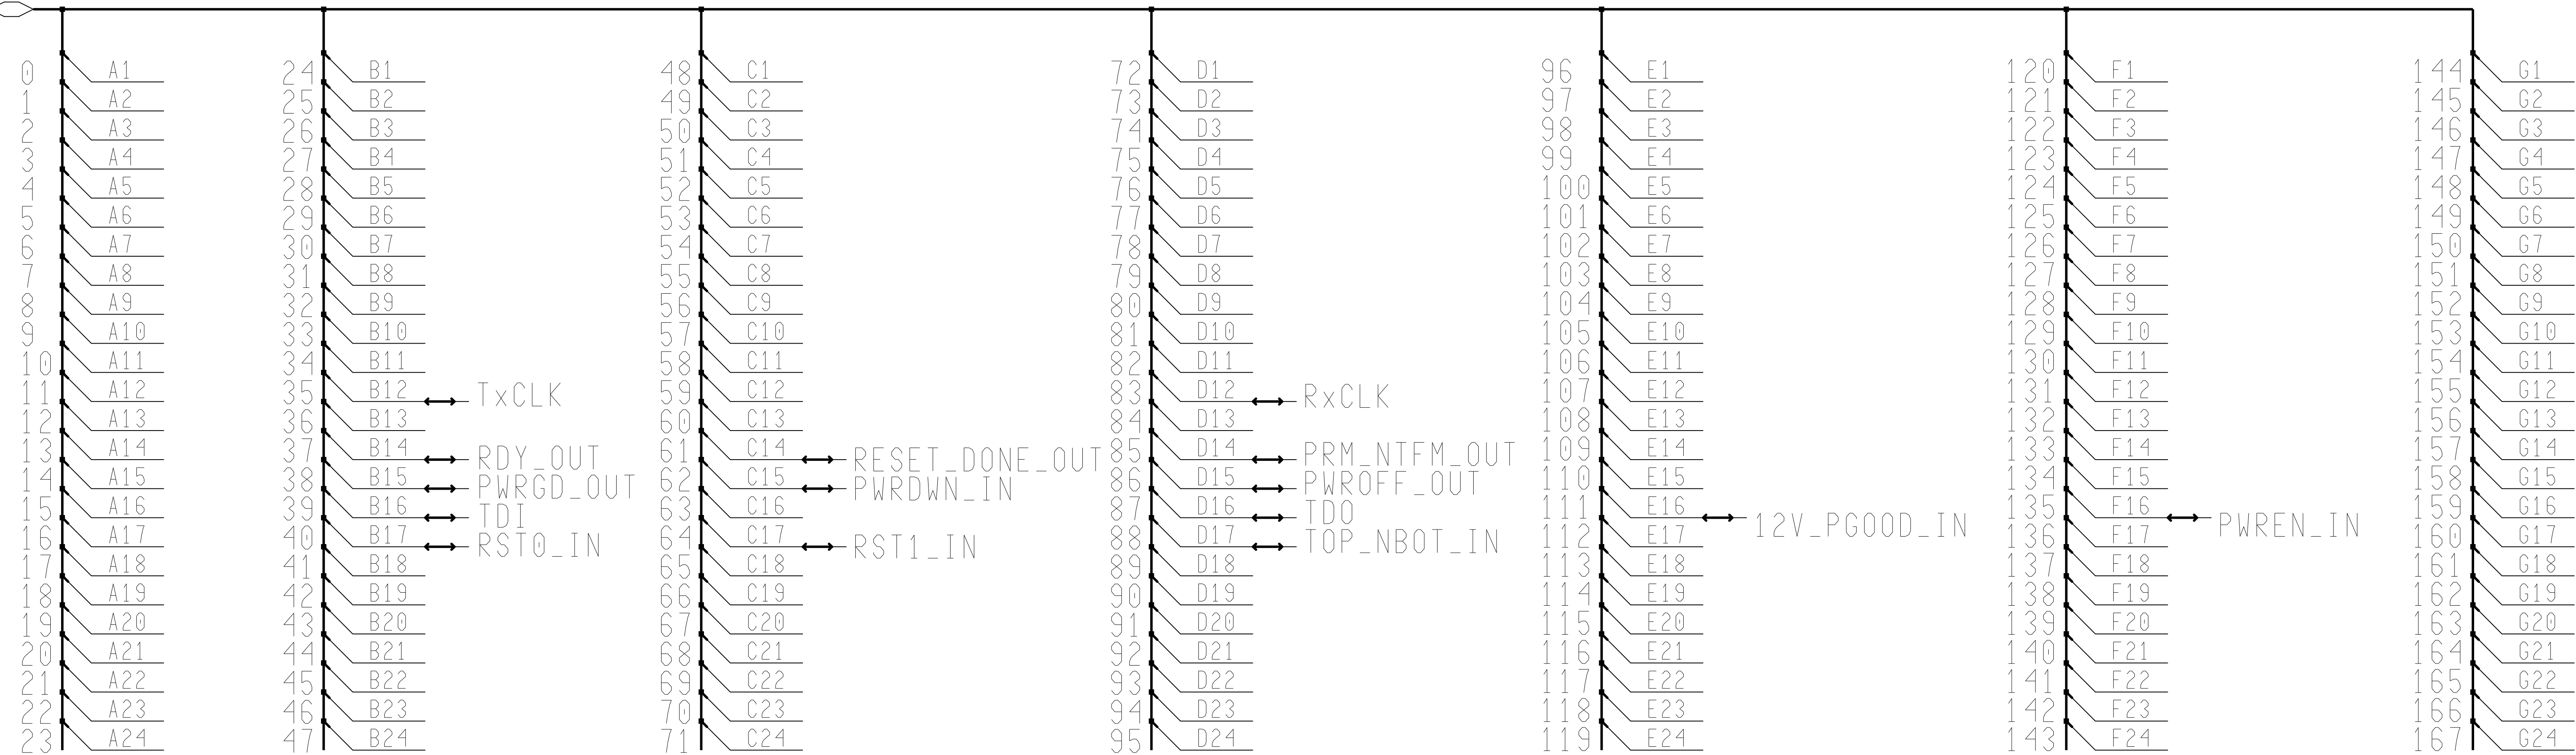 0 A1 24 B1 48 C1 72 D1 96 E1 120 F1 144 G1
1 A2 25 B2 49 C2 73 D2 97 E2 121 F2 145 G2
2 A3 26 B3 50 C3 74 D3 98 E3 122 F3 146 G3
3 A4 27 B4 51 C4 75 D4 99 E4 123 F4 147 G4
4 A5 28 B5 52 C5 76 D5 100 E5 124 F5 148 G5
5 A6 29 B6 53 C6 77 D6 101 E6 125 F6 149 G6
6 A7 30 B7 54 C7 78 D7 102 E7 126 F7 150 G7
7 A8 31 B8 55 C8 79 D8 103 E8 127 F8 151 G8
8 A9 32 B9 56 C9 80 D9 104 E9 128 F9 152 G9
9 A10 33 B10 57 C10 81 D10 105 E10 129 F10 153 G10
10 A11 34 B11 58 C11 82 D11 106 E11 130 F11 154 G11
11 A12 35 B12 TxCLK 59 C12 83 D12 RxCLK 107 E12 131 F12 155 G12
12 A13 36 B13 60 C13 84 D13 108 E13 132 F13 156 G13
13 A14 37 B14 RDY_OUT 61 C14 RESET_DONE_OUT 85 D14 PRM_NTFM_OUT 109 E14 133 F14 157 G14
14 A15 38 B15 PWRGD_OUT 62 C15 PWRDWN_IN 86 D15 PWROFF_OUT 110 E15 134 F15 158 G15
15 A16 39 B16 TDI 63 C16 87 D16 TDO 111 E16 12V_PGOOD_IN 135 F16 PWREN_IN 159 G16
16 A17 40 B17 RST0_IN 64 C17 RST1_IN 88 D17 TOP_NBOT_IN 112 E17 136 F17 160 G17
17 A18 41 B18 65 C18 89 D18 113 E18 137 F18 161 G18
18 A19 42 B19 66 C19 90 D19 114 E19 138 F19 162 G19
19 A20 43 B20 67 C20 91 D20 115 E20 139 F20 163 G20
20 A21 44 B21 68 C21 92 D21 116 E21 140 F21 164 G21
21 A22 45 B22 69 C22 93 D22 117 E22 141 F22 165 G22
22 A23 46 B23 70 C23 94 D23 118 E23 142 F23 166 G23
23 A24 47 B24 71 C24 95 D24 119 E24 143 F24 167 G24